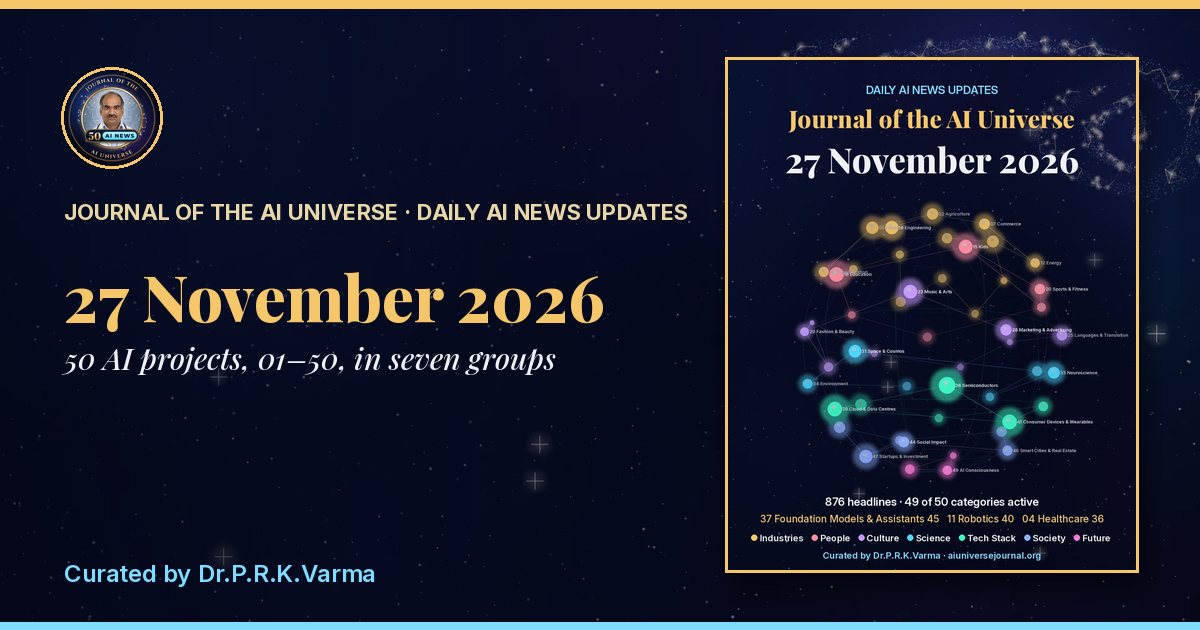 JOURNAL OF THE
50 AI NEWS
AI UNIVERSE
JOURNAL OF THE AI UNIVERSE · DAILY AI NEWS UPDATES
27 November 2026
50 AI projects, 01–50, in seven groups
Curated by Dr.P.R.K.Varma
DAILY AI NEWS UPDATES
Journal of the AI Universe
27 November 2026
02 Agriculture
07 Commerce
Engineering
15 Kids
Education
12 Energy
20 Sports & Fitness
23 Music & Arts
26 Fashion & Beauty
28 Marketing & Advertising
25 Languages & Translation
31 Space & Cosmos
34 Environment
36 Semiconductors
33 Neuroscience
38 Cloud & Data Centres
41 Consumer Devices & Wearables
44 Social Impact
46 Smart Cities & Real Estate
47 Startups & Investment
49 AI Consciousness
876 headlines · 49 of 50 categories active
37 Foundation Models & Assistants 45 11 Robotics 40 04 Healthcare 36
Industries People Culture Science Tech Stack Society Future
Curated by Dr.P.R.K.Varma · aiuniversejournal.org